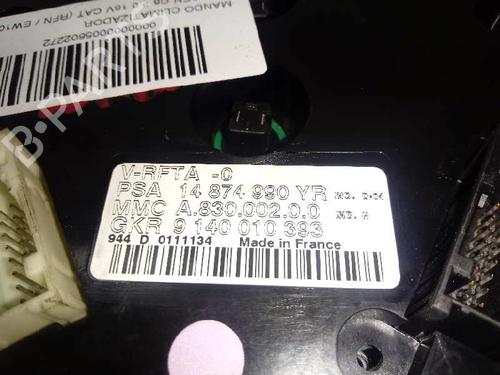 MANDO CLIMATIZADOR
V-RFTA -C
PSA 14 874 990 YR
MMC A.830.002.0.0
GKR 9 140 010 393
944 D 0111134 Made in France
B-PARTS